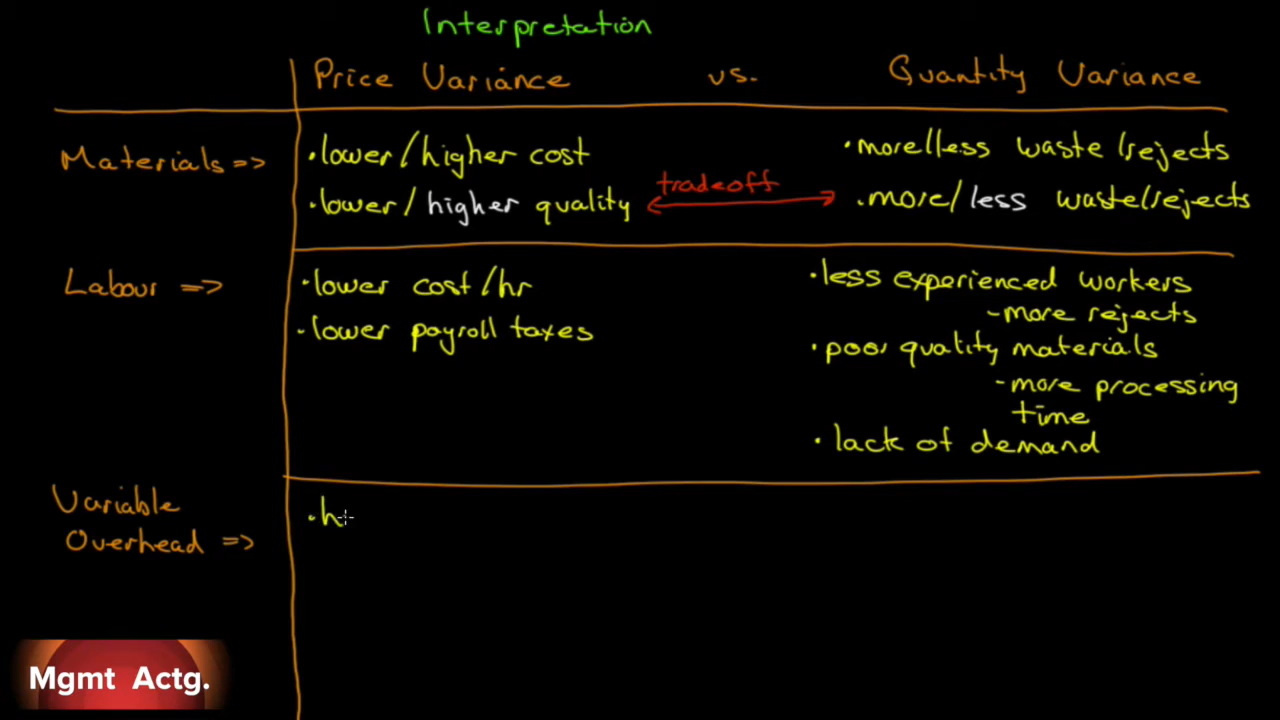 Interpretation
Price Variance vs. Quantity Variance
Materials =>
·lower/higher cost
·lower/higher quality
tradeoff
·more/less waste/rejects
·more/less waste/rejects
Labour =>
·lower cost/hr
·lower payroll taxes
·less experienced workers
-more rejects
·poor quality materials
-more processing
time
·lack of demand
Variable
Overhead =>
·h
Mgmt Actg.